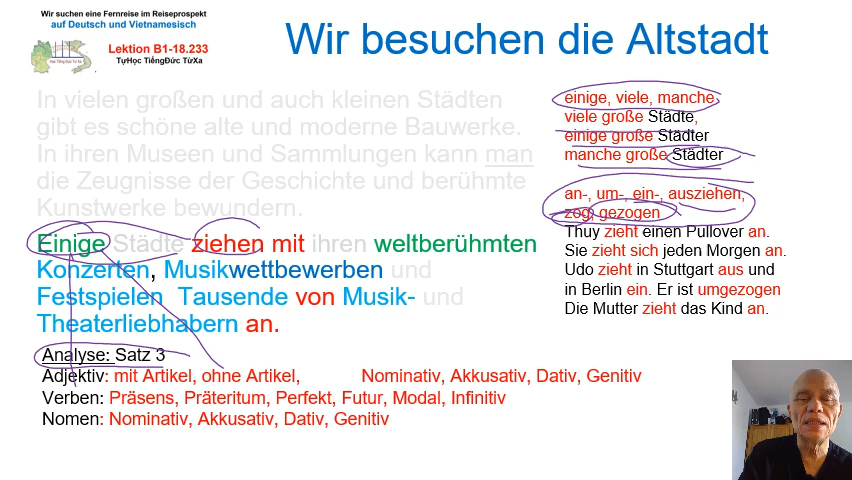 Wir suchen eine Fernreise im Reiseprospekt
auf Deutsch und Vietnamesisch
Lektion B1-18.233
TựHọc TiếngĐức TừXa
Học TiếngĐức Từ Xa
Wir besuchen die Altstadt
In vielen großen und auch kleinen Städten
gibt es schöne alte und moderne Bauwerke.
In ihren Museen und Sammlungen kann man
die Zeugnisse der Geschichte und berühmte
Kunstwerke bewundern.
Einige Städte ziehen mit ihren weltberühmten
Konzerten, Musikwettbewerben und
Festspielen Tausende von Musik- und
Theaterliebhabern an.
einige, viele, manche,
viele große Städte,
einige große Städter
manche große Städter
an-, um-, ein-, ausziehen,
zog, gezogen
Thuy zieht einen Pullover an.
Sie zieht sich jeden Morgen an.
Udo zieht in Stuttgart aus und
in Berlin ein. Er ist umgezogen
Die Mutter zieht das Kind an.
Analyse: Satz 3
Adjektiv: mit Artikel, ohne Artikel, Nominativ, Akkusativ, Dativ, Genitiv
Verben: Präsens, Präteritum, Perfekt, Futur, Modal, Infinitiv
Nomen: Nominativ, Akkusativ, Dativ, Genitiv